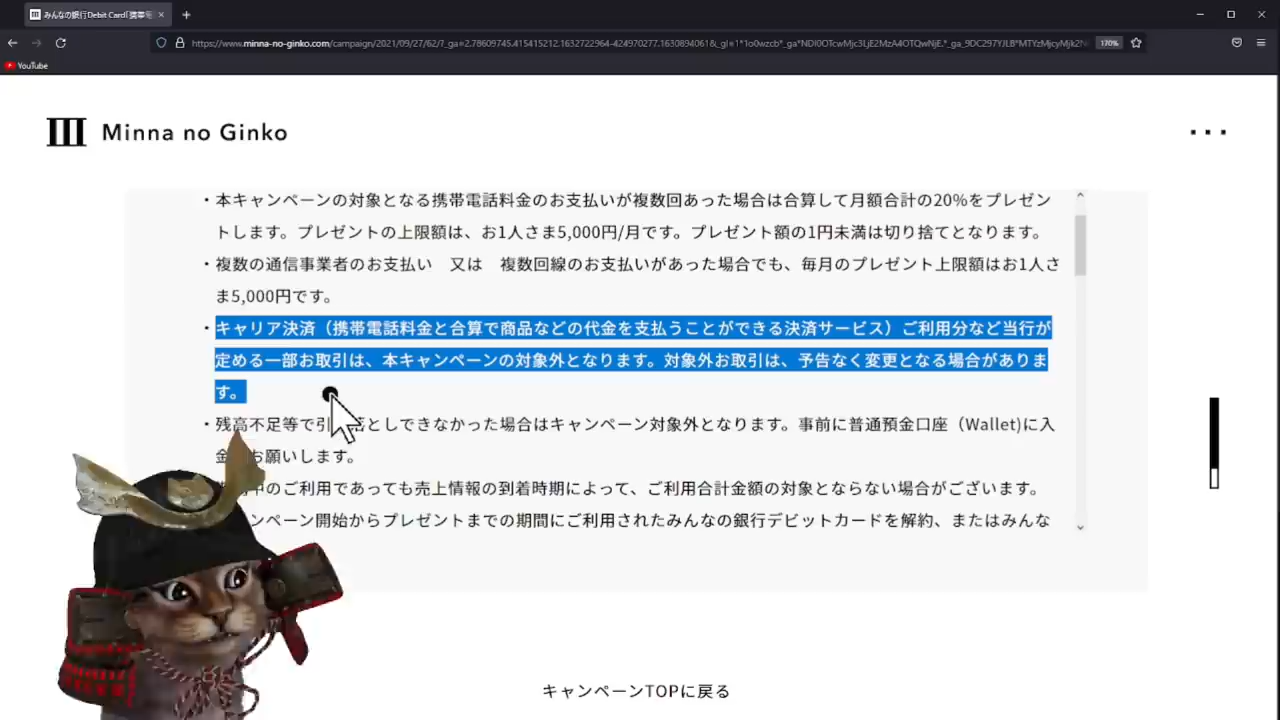 みんなの銀行Debit Card「携帯電
https://www.minna-no-ginko.com/campaign/2021/09/27/62/?_ga=2.78609745.415415212.1632722964-424970277.1630894061&_gl=1*1o0wzcb*_ga*
170%
YouTube
Minna no Ginko
・本キャンペーンの対象となる携帯電話料金のお支払いが複数回あった場合は合算して月額合計の20%をプレゼン
トします。プレゼントの上限額は、お1人さま5,000円/月です。プレゼント額の1円未満は切り捨てとなります。
・複数の通信事業者のお支払い 又は 複数回線のお支払いがあった場合でも、毎月のプレゼント上限額はお1人さ
ま5,000円です。
・キャリア決済（携帯電話料金と合算で商品などの代金を支払うことができる決済サービス）ご利用分など当行が
定める一部お取引は、本キャンペーンの対象外となります。対象外お取引は、予告なく変更となる場合がありま
す。
・残高不足等で引 としできなかった場合はキャンペーン対象外となります。事前に普通預金口座（Wallet)に入
金 お願いします。
中のご利用であっても売上情報の到着時期によって、ご利用合計金額の対象とならない場合がございます。
ンペーン開始からプレゼントまでの期間にご利用されたみんなの銀行デビットカードを解約、またはみんな
キャンペーンTOPに戻る